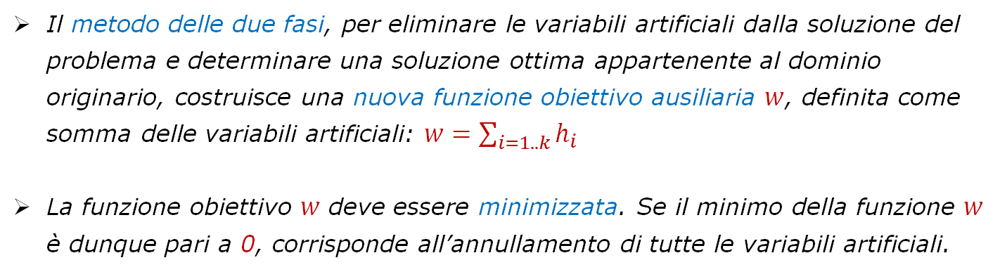 ➢ Il metodo delle due fasi, per eliminare le variabili artificiali dalla soluzione del
problema e determinare una soluzione ottima appartenente al dominio
originario, costruisce una nuova funzione obiettivo ausiliaria w, definita come
somma delle variabili artificiali: w = ∑i=1..k hi
➢ La funzione obiettivo w deve essere minimizzata. Se il minimo della funzione w
è dunque pari a 0, corrisponde all’annullamento di tutte le variabili artificiali.